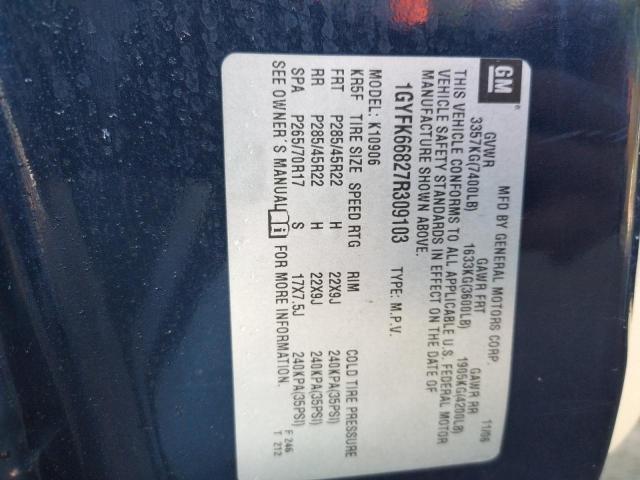 GM®
MFD BY GENERAL MOTORS CORP 11/06
GVWR GAWR FRT GAWR RR
3357KG(7400LB) 1633KG(3600LB) 1905KG(4200LB)
THIS VEHICLE CONFORMS TO ALL APPLICABLE U.S. FEDERAL MOTOR
VEHICLE SAFETY STANDARDS IN EFFECT ON THE DATE OF
MANUFACTURE SHOWN ABOVE.
1GYFK66827R309103 TYPE: M.P.V.
MODEL: K10906
KR5F TIRE SIZE SPEED RTG RIM COLD TIRE PRESSURE
FRT P285/45R22 H 22X9J 240KPA(35PSI)
RR P285/45R22 H 22X9J 240KPA(35PSI)
SPA P265/70R17 S 17X7.5J 240KPA(35PSI)
SEE OWNER'S MANUAL i FOR MORE INFORMATION.
F 246
T 212